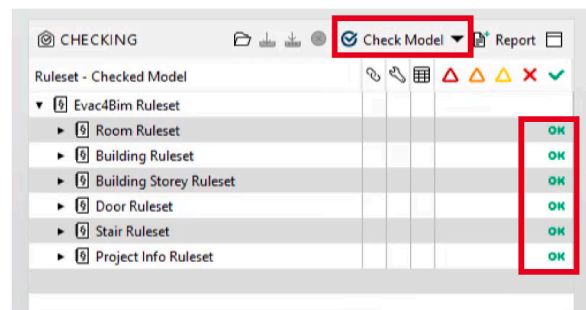 CHECKING Check Model Report
Ruleset - Checked Model
Evac4Bim Ruleset
Room Ruleset OK
Building Ruleset OK
Building Storey Ruleset OK
Door Ruleset OK
Stair Ruleset OK
Project Info Ruleset OK